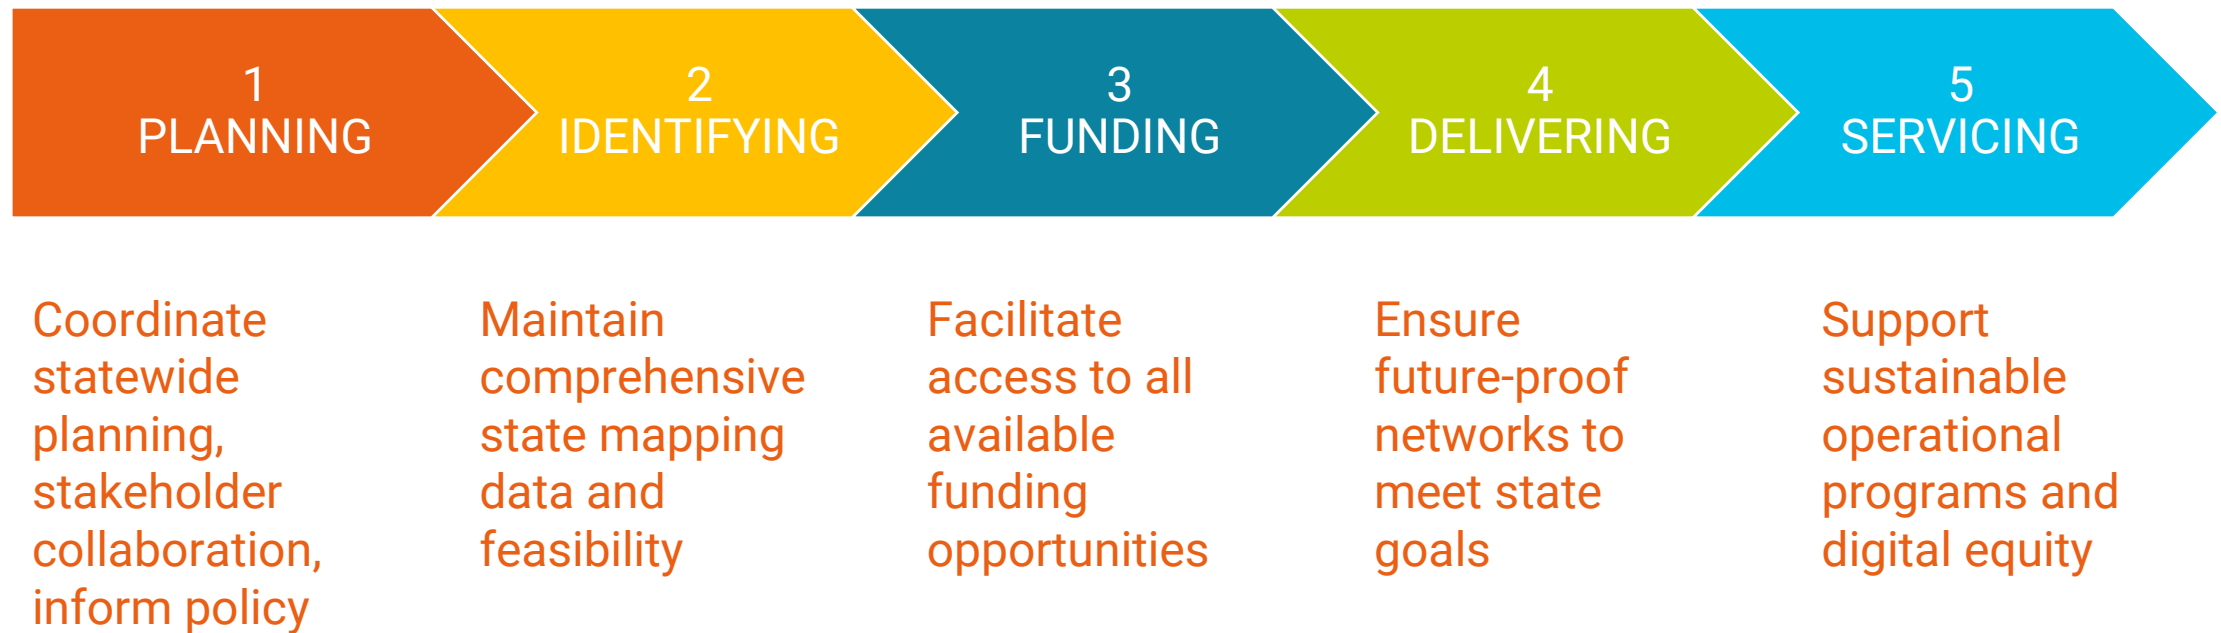 1
PLANNING
2
IDENTIFYING
3
FUNDING
4
DELIVERING
5
SERVICING
Coordinate
statewide
planning,
stakeholder
collaboration,
inform policy
Maintain
comprehensive
state mapping
data and
feasibility
Facilitate
access to all
available
funding
opportunities
Ensure
future-proof
networks to
meet state
goals
Support
sustainable
operational
programs and
digital equity